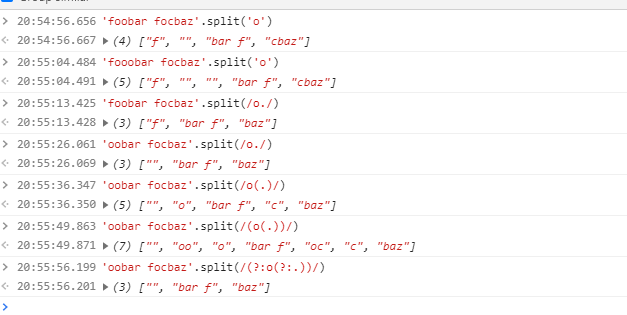 Group similar
20:54:56.656 'foobar focbaz'.split('o')
20:54:56.667 (4) ["f", "", "bar f", "cbaz"]
20:55:04.484 'fooobar focbaz'.split('o')
20:55:04.491 (5) ["f", "", "", "bar f", "cbaz"]
20:55:13.425 'foobar focbaz'.split(/o./)
20:55:13.428 (3) ["f", "bar f", "baz"]
20:55:26.061 'oobar focbaz'.split(/o./)
20:55:26.069 (3) ["", "bar f", "baz"]
20:55:36.347 'oobar focbaz'.split(/o(.)/)
20:55:36.350 (5) ["", "o", "bar f", "c", "baz"]
20:55:49.863 'oobar focbaz'.split(/(o(.))/)
20:55:49.871 (7) ["", "oo", "o", "bar f", "oc", "c", "baz"]
20:55:56.199 'oobar focbaz'.split(/(?:o(?:.))/)
20:55:56.201 (3) ["", "bar f", "baz"]